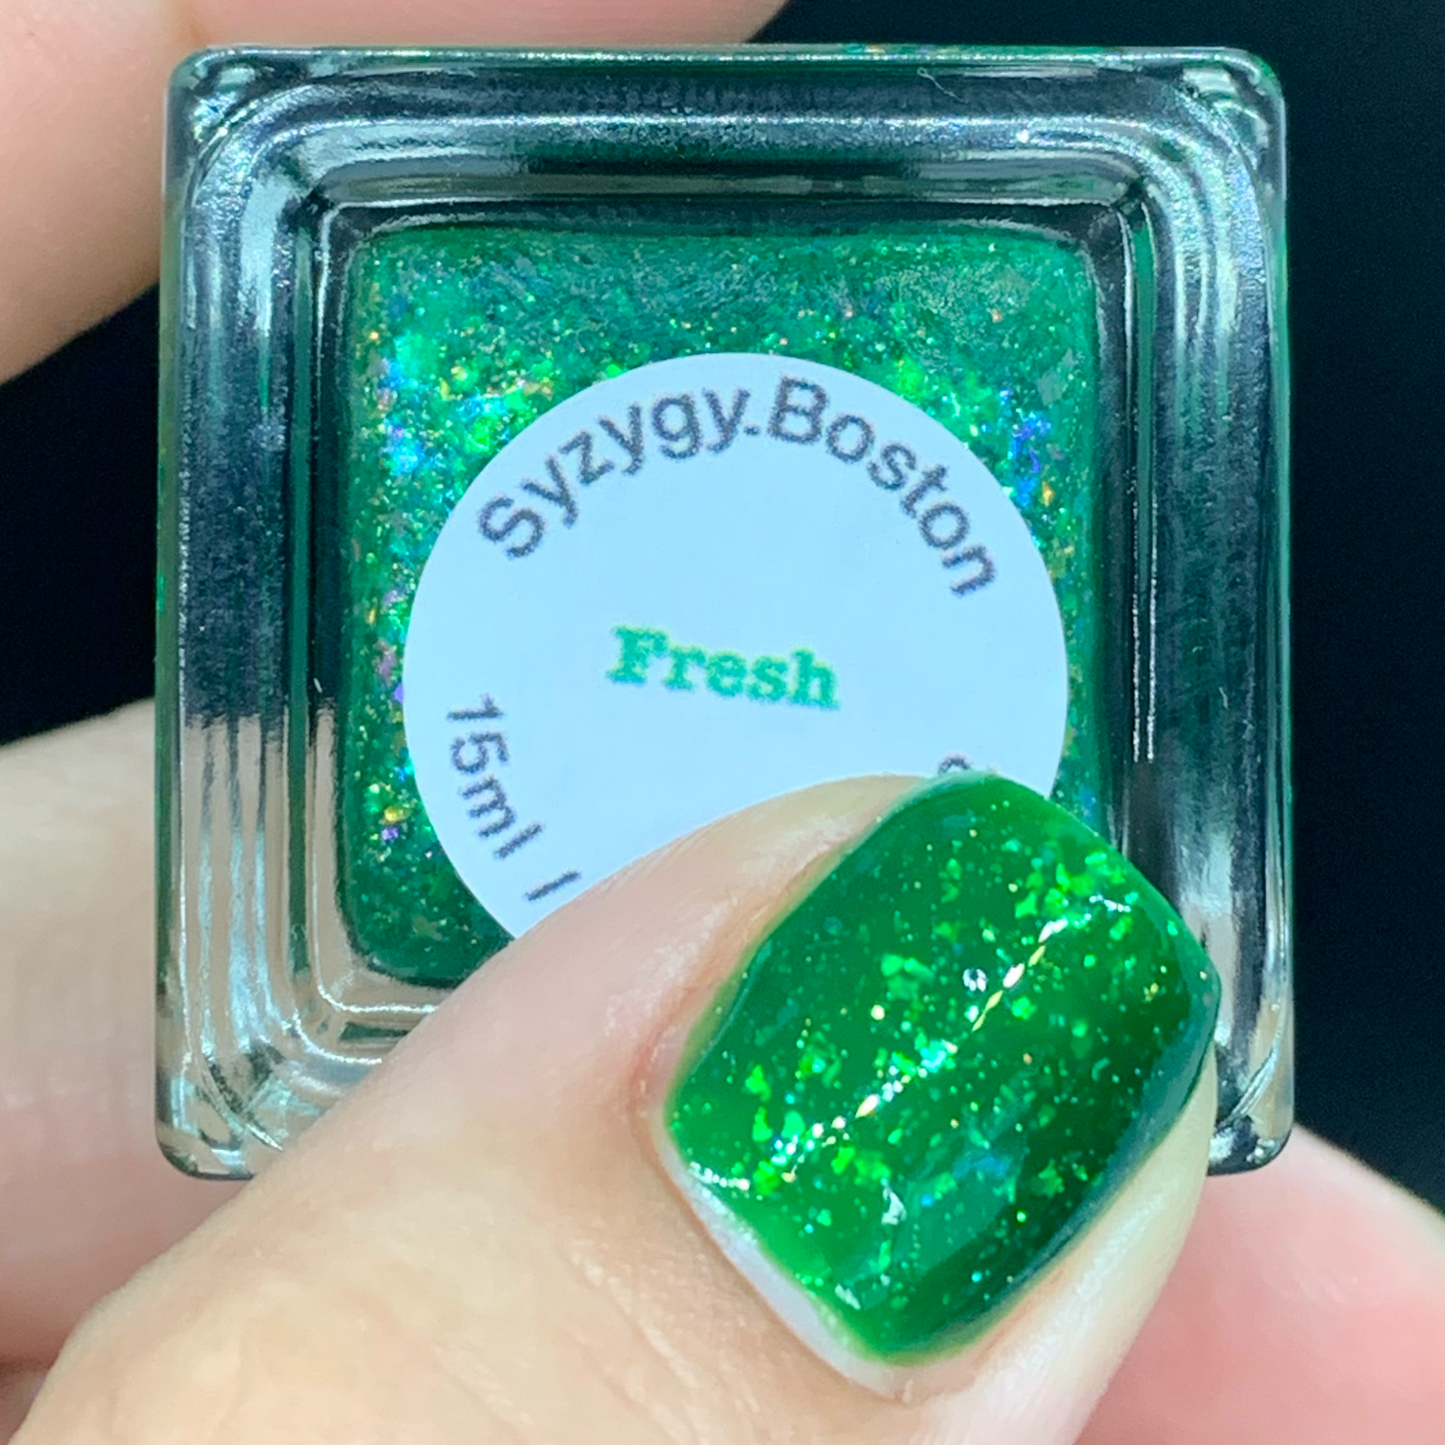 Syzygy.Boston
Fresh
15ml |